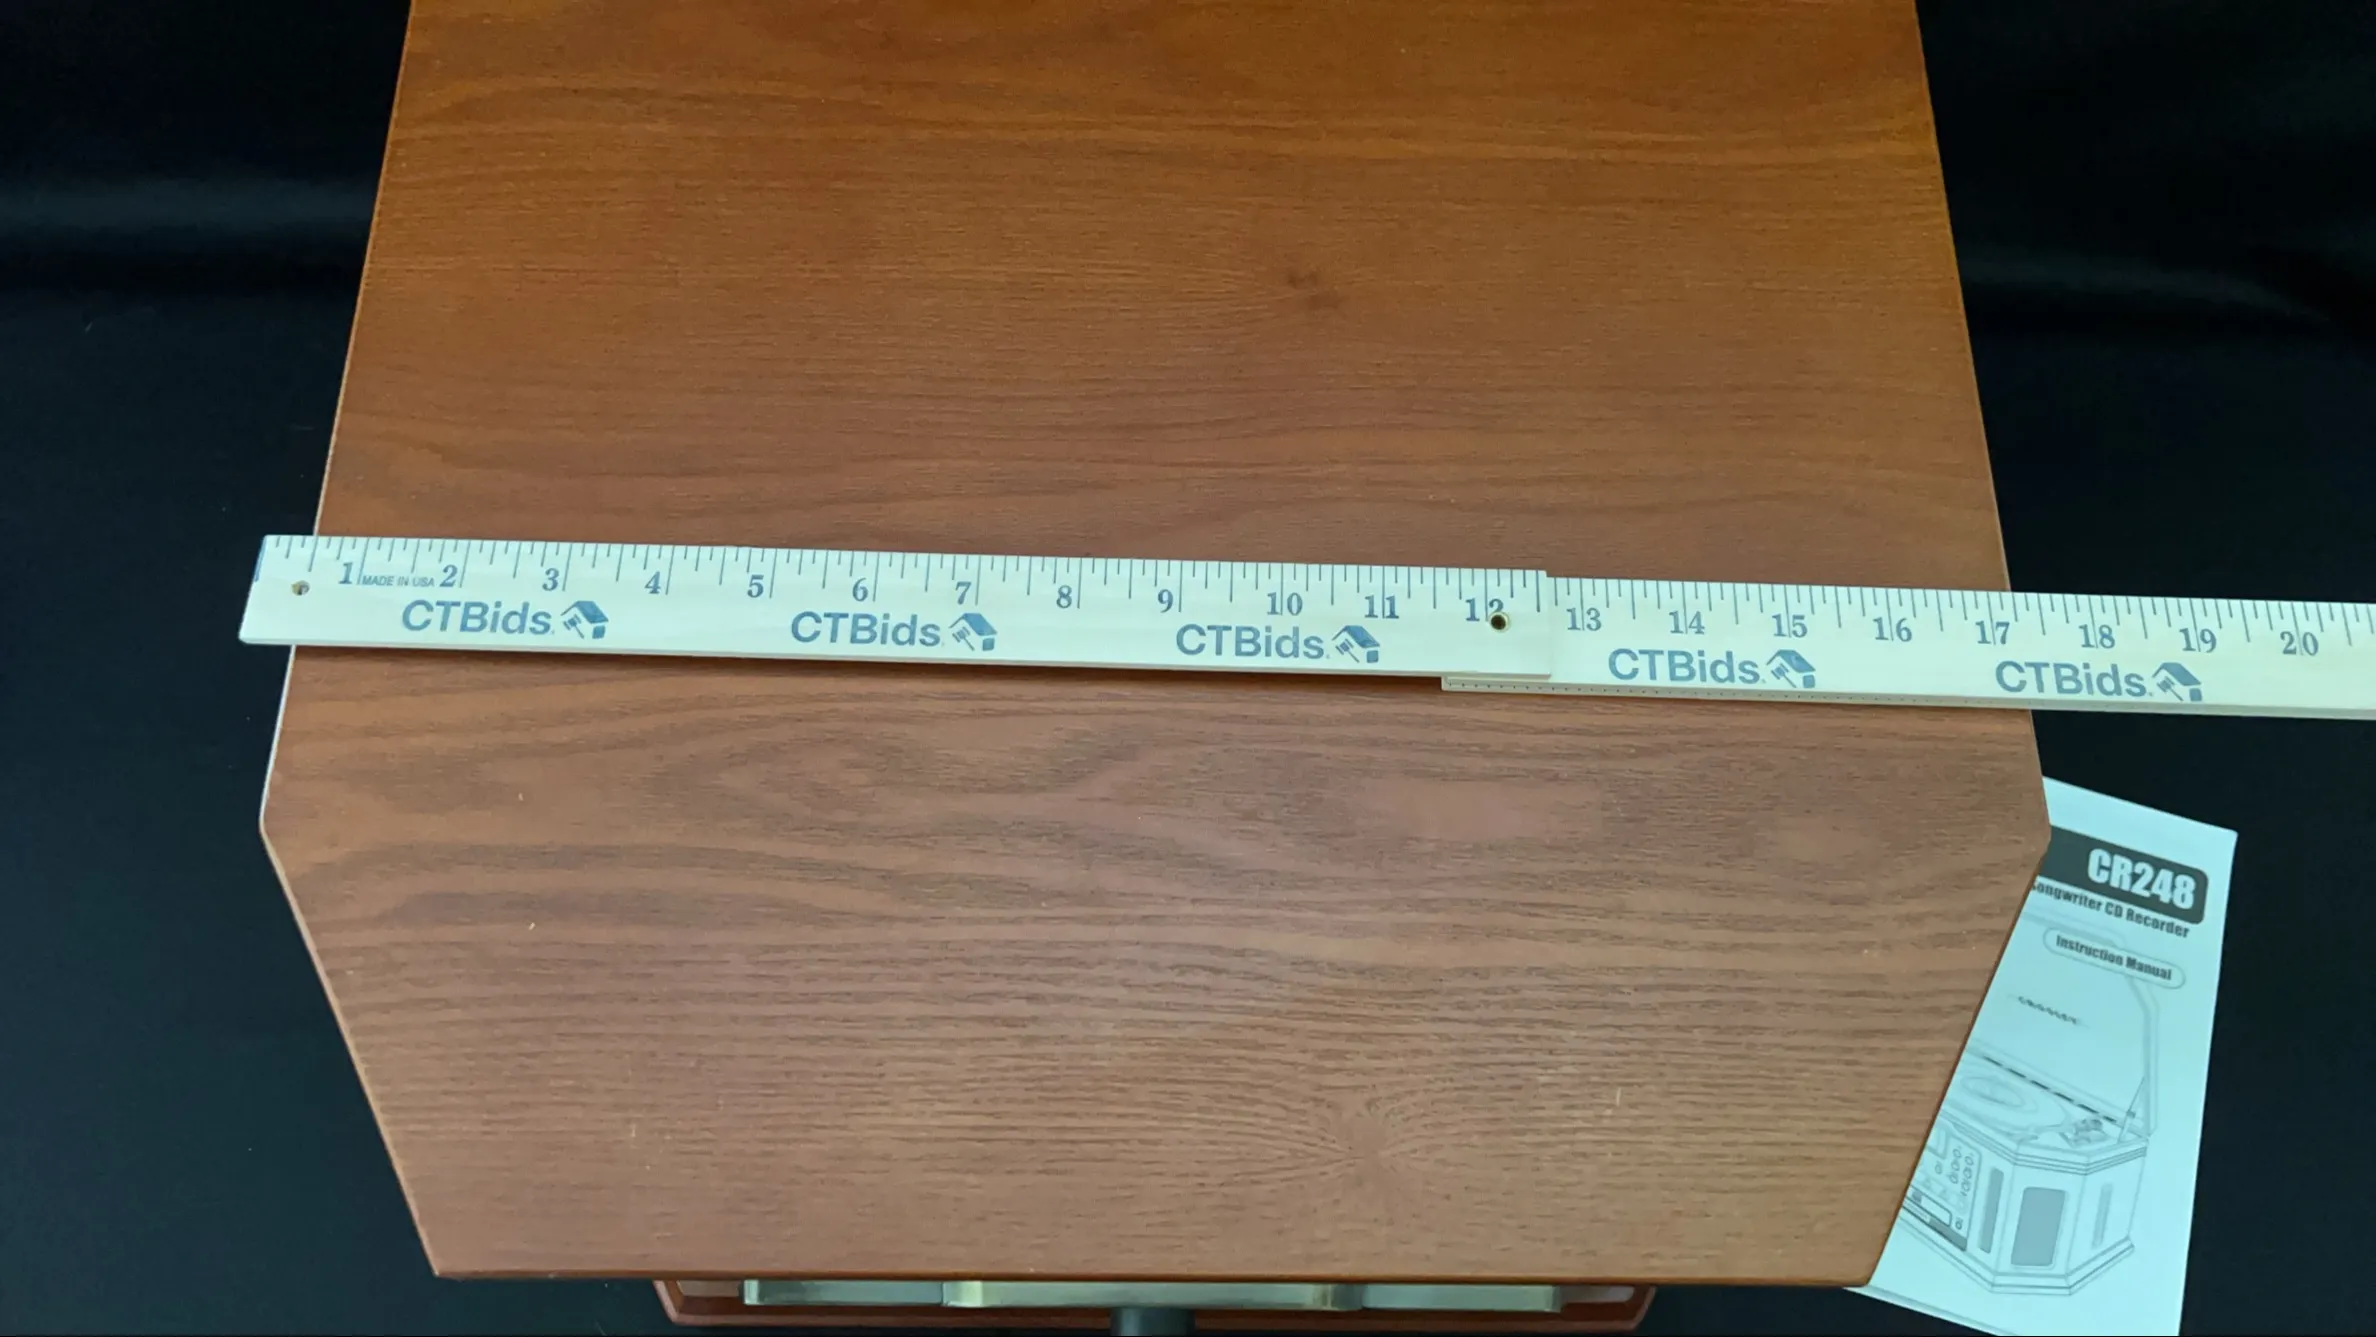 1 MADE IN USA 2 3 4 5 6 7 8 9 10 11 12 13 14 15 16 17 18 19 20
CTBids. CTBids. CTBids. CTBids. CTBids.
CR248
Songwriter CD Recorder
Instruction Manual
CROSLEY